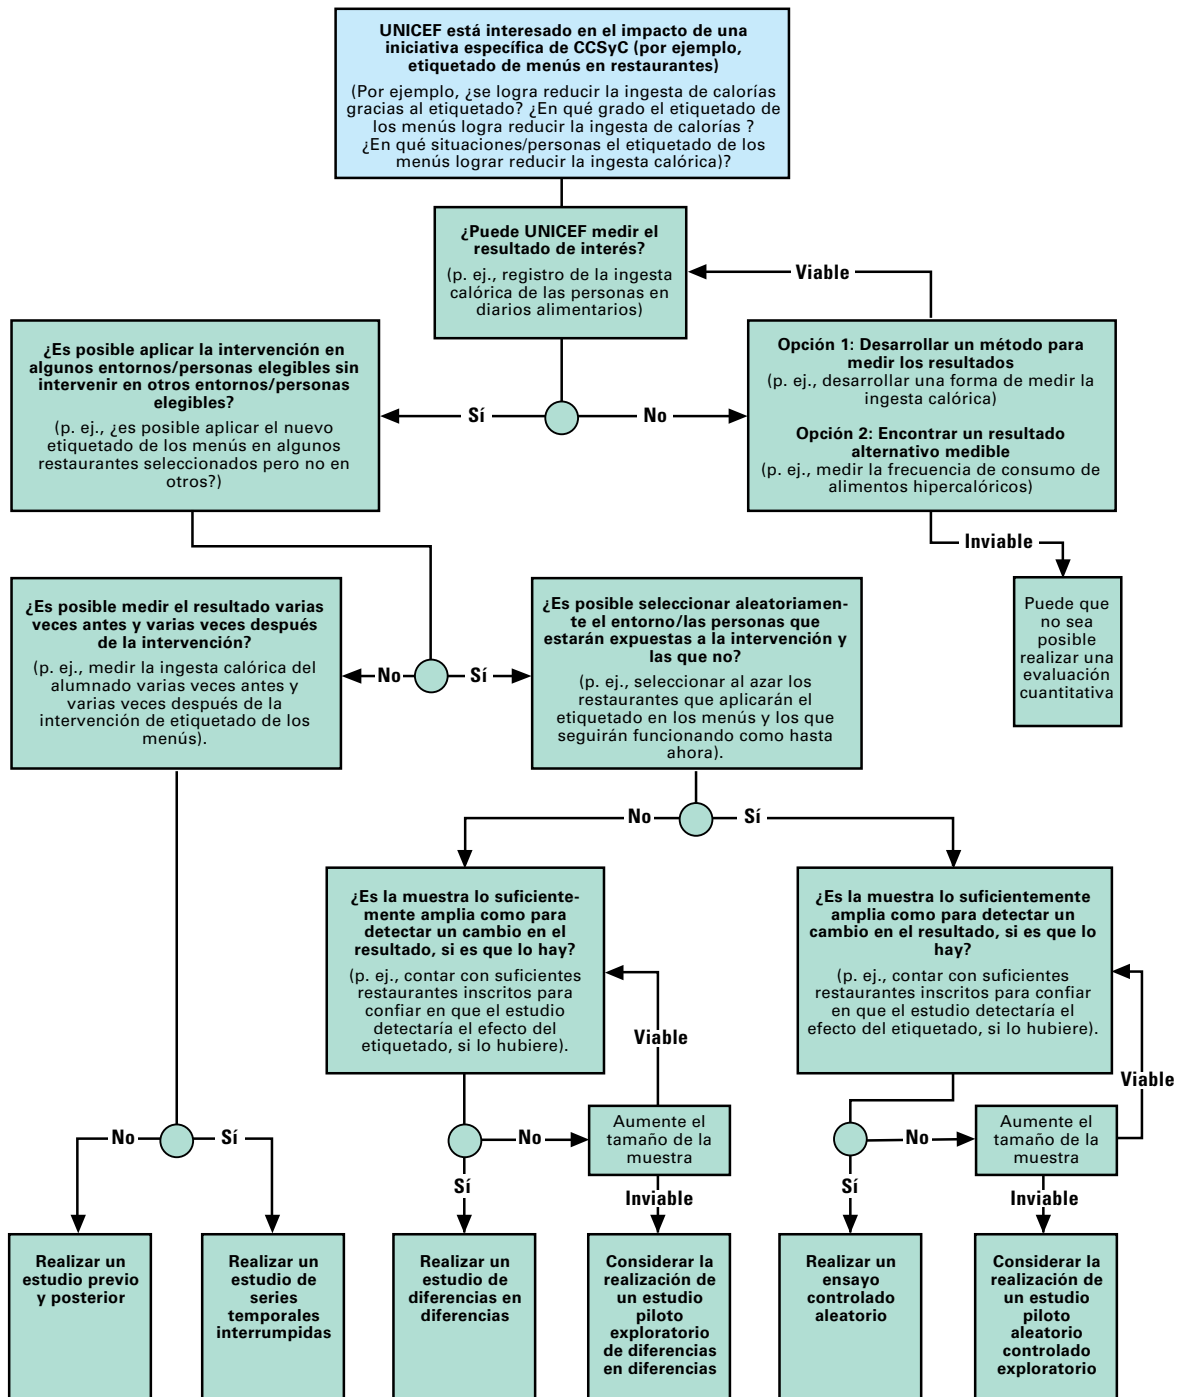 UNICEF está interesado en el impacto de una
iniciativa específica de CCSyC (por ejemplo,
etiquetado de menús en restaurantes)
(Por ejemplo, ¿se logra reducir la ingesta de calorías
gracias al etiquetado? ¿En qué grado el etiquetado de
los menús logra reducir la ingesta de calorías ?
¿En qué situaciones/personas el etiquetado de los
menús lograr reducir la ingesta calórica)?
¿Puede UNICEF medir el
resultado de interés?
(p. ej., registro de la ingesta
calórica de las personas en
diarios alimentarios)
Viable
¿Es posible aplicar la intervención en
algunos entornos/personas elegibles sin
intervenir en otros entornos/personas
elegibles?
(p. ej., ¿es posible aplicar el nuevo
etiquetado de los menús en algunos
restaurantes seleccionados pero no en
otros?)
Sí
No
Opción 1: Desarrollar un método para
medir los resultados
(p. ej., desarrollar una forma de medir la
ingesta calórica)
Opción 2: Encontrar un resultado
alternativo medible
(p. ej., medir la frecuencia de consumo de
alimentos hipercalóricos)
Inviable
Puede que
no sea
posible
realizar una
evaluación
cuantitativa
¿Es posible medir el resultado varias
veces antes y varias veces después
de la intervención?
(p. ej., medir la ingesta calórica del
alumnado varias veces antes y
varias veces después de la
intervención de etiquetado de los
menús).
No
Sí
¿Es posible seleccionar aleatoriamen-
te el entorno/las personas que
estarán expuestas a la intervención y
las que no?
(p. ej., seleccionar al azar los
restaurantes que aplicarán el
etiquetado en los menús y los que
seguirán funcionando como hasta
ahora).
No
Sí
¿Es la muestra lo suficiente-
mente amplia como para
detectar un cambio en el
resultado, si es que lo hay?
(p. ej., contar con suficientes
restaurantes inscritos para
confiar en que el estudio
detectaría el efecto del
etiquetado, si lo hubiere).
Viable
¿Es la muestra lo suficientemente
amplia como para detectar un
cambio en el resultado, si es que lo
hay?
(p. ej., contar con suficientes
restaurantes inscritos para confiar
en que el estudio detectaría el
efecto del etiquetado, si lo hubiere).
Viable
No
Sí
No
Aumente el
tamaño de la
muestra
No
Aumente el
tamaño de la
muestra
Sí
Inviable
Sí
Inviable
Realizar un
estudio previo
y posterior
Realizar un
estudio de
series
temporales
interrumpidas
Realizar un
estudio de
diferencias en
diferencias
Considerar la
realización de
un estudio
piloto
exploratorio
de diferencias
en diferencias
Realizar un
ensayo
controlado
aleatorio
Considerar la
realización de
un estudio
piloto
aleatorio
controlado
exploratorio